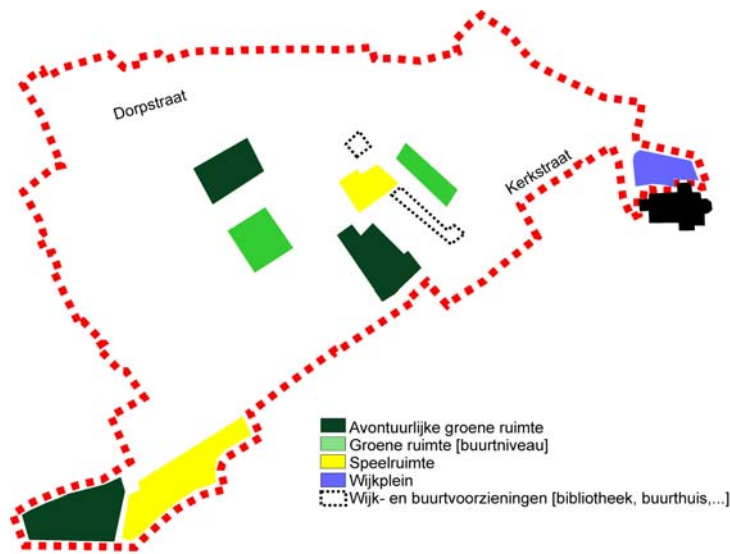 Dorpstraat
Kerkstraat
Avontuurlijke groene ruimte
Groene ruimte [buurtniveau]
Speelruimte
Wijkplein
Wijk- en buurtvoorzieningen [bibliotheek, buurthuis,...]